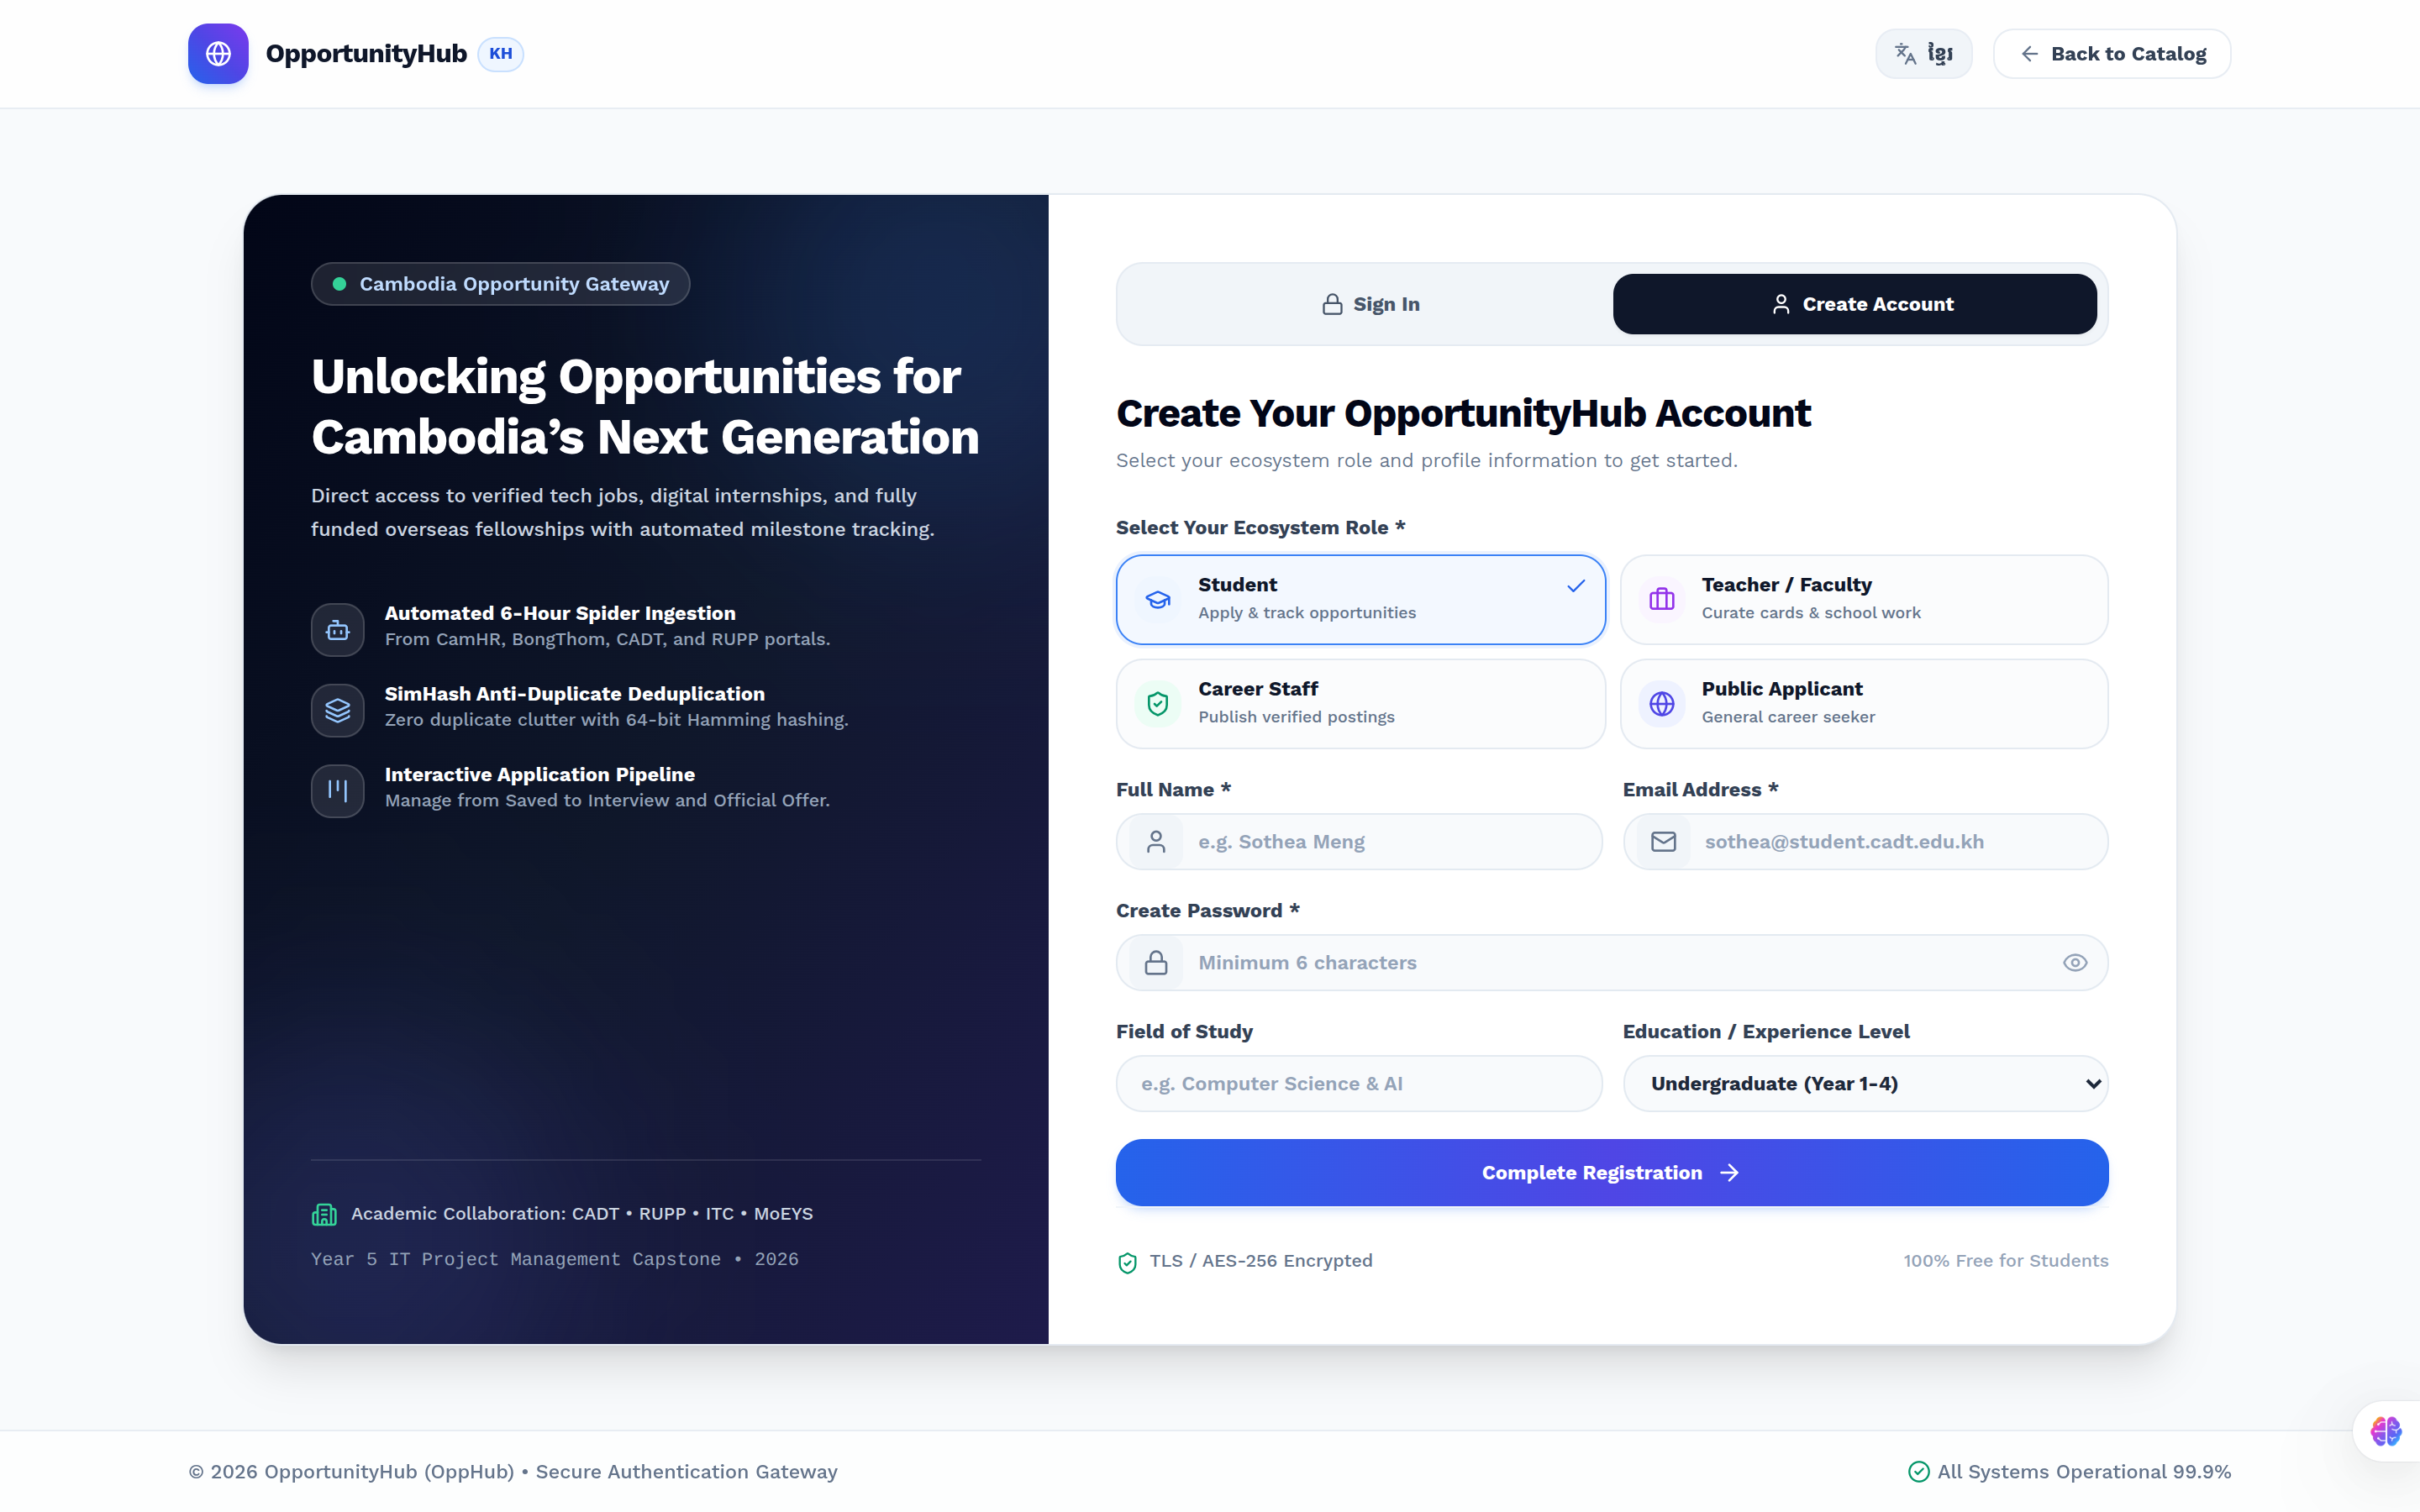 OpportunityHub KH
ខ្មែរ
Back to Catalog
Cambodia Opportunity Gateway
Unlocking Opportunities for
Cambodia’s Next Generation
Direct access to verified tech jobs, digital internships, and fully
funded overseas fellowships with automated milestone tracking.
Automated 6-Hour Spider Ingestion
From CamHR, BongThom, CADT, and RUPP portals.
SimHash Anti-Duplicate Deduplication
Zero duplicate clutter with 64-bit Hamming hashing.
Interactive Application Pipeline
Manage from Saved to Interview and Official Offer.
Academic Collaboration: CADT • RUPP • ITC • MoEYS
Year 5 IT Project Management Capstone • 2026
Sign In
Create Account
Create Your OpportunityHub Account
Select your ecosystem role and profile information to get started.
Select Your Ecosystem Role *
Student
Apply & track opportunities
Teacher / Faculty
Curate cards & school work
Career Staff
Publish verified postings
Public Applicant
General career seeker
Full Name *
e.g. Sothea Meng
Email Address *
sothea@student.cadt.edu.kh
Create Password *
Minimum 6 characters
Field of Study
e.g. Computer Science & AI
Education / Experience Level
Undergraduate (Year 1-4)
Complete Registration
TLS / AES-256 Encrypted
100% Free for Students
© 2026 OpportunityHub (OppHub) • Secure Authentication Gateway
All Systems Operational 99.9%